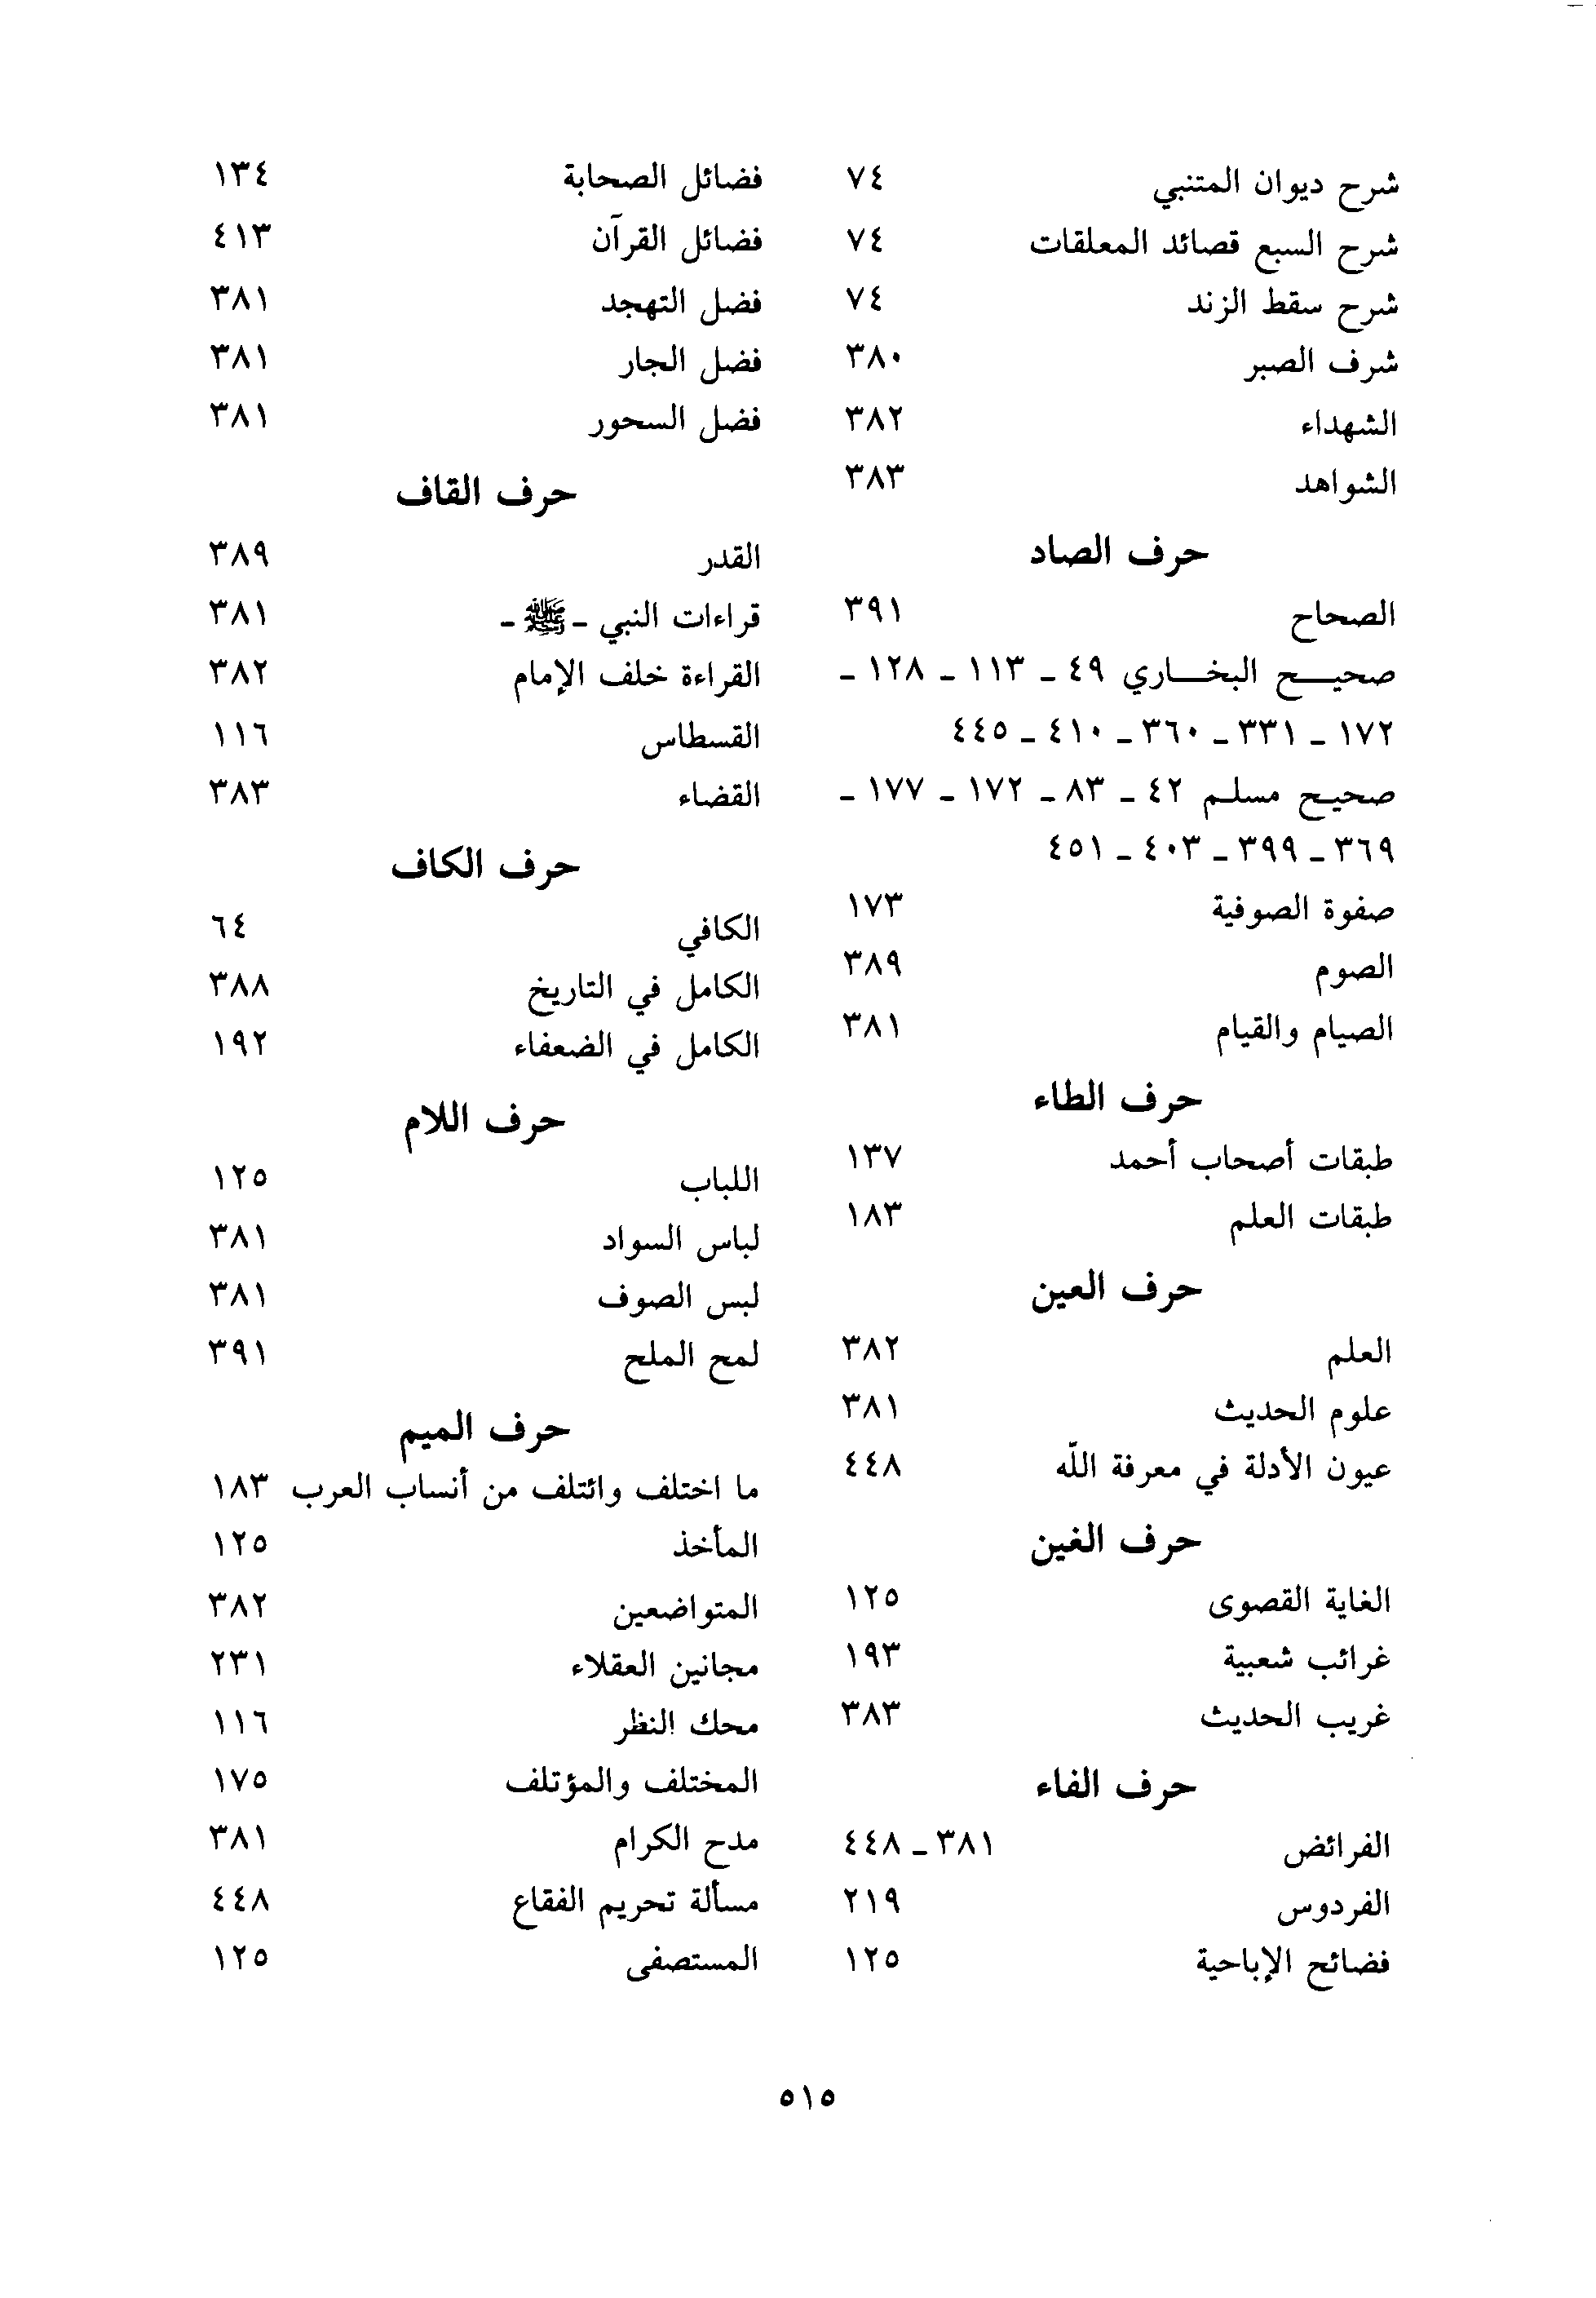 شرح ديوان المتنبي ٧٤
شرح السبع قصائد المعلقات ٧٤
شرح سقط الزند ٧٤
شرف الصبر ٣٨٠
الشهداء ٣٨٢
الشواهد ٣٨٣
حرف الصاد
الصحاح ٣٩١
صحيح البخاري ٤٩ - ١١٣ - ١٢٨ -
١٧٢ - ٣٣١ - ٣٦٠ - ٤١٠ - ٤٤٥
صحيح مسلم ٤٢ - ٨٣ - ١٧٢ - ١٧٧ -
٣٦٩ - ٣٩٩ - ٤٠٣ - ٤٥١
صفوة الصوفية ١٧٣
الصوم ٣٨٩
الصيام والقيام ٣٨١
حرف الطاء
طبقات أصحاب أحمد ١٣٧
طبقات العلم ١٨٣
حرف العين
العلم ٣٨٢
علوم الحديث ٣٨١
عيون الأدلة في معرفة اللّه ٤٤٨
حرف الغين
الغاية القصوى ١٢٥
غرائب شعبية ١٩٣
غريب الحديث ٣٨٣
حرف الفاء
الفرائض ٣٨١ - ٤٤٨
الفردوس ٢١٩
فضائح الإباحية ١٢٥
فضائل الصحابة ١٣٤
فضائل القرآن ٤١٣
فضل التهجد ٣٨١
فضل الجار ٣٨١
فضل السحور ٣٨١
حرف القاف
القدر ٣٨٩
قراءات النبي - ﷺ - ٣٨١
القراءة خلف الإمام ٣٨٢
القسطاس ١١٦
القضاء ٣٨٣
حرف الكاف
الكافي ٦٤
الكامل في التاريخ ٣٨٨
الكامل في الضعفاء ١٩٢
حرف اللام
اللباب ١٢٥
لباس السواد ٣٨١
لبس الصوف ٣٨١
لمح الملح ٣٩١
حرف الميم
ما اختلف وائتلف من أنساب العرب ١٨٣
المأخذ ١٢٥
المتواضعين ٣٨٢
مجانين العقلاء ٢٣١
محك النظر ١١٦
المختلف والمؤتلف ١٧٥
مدح الكرام ٣٨١
مسألة تحريم الفقاع ٤٤٨
المستصفى ١٢٥
٥١٥